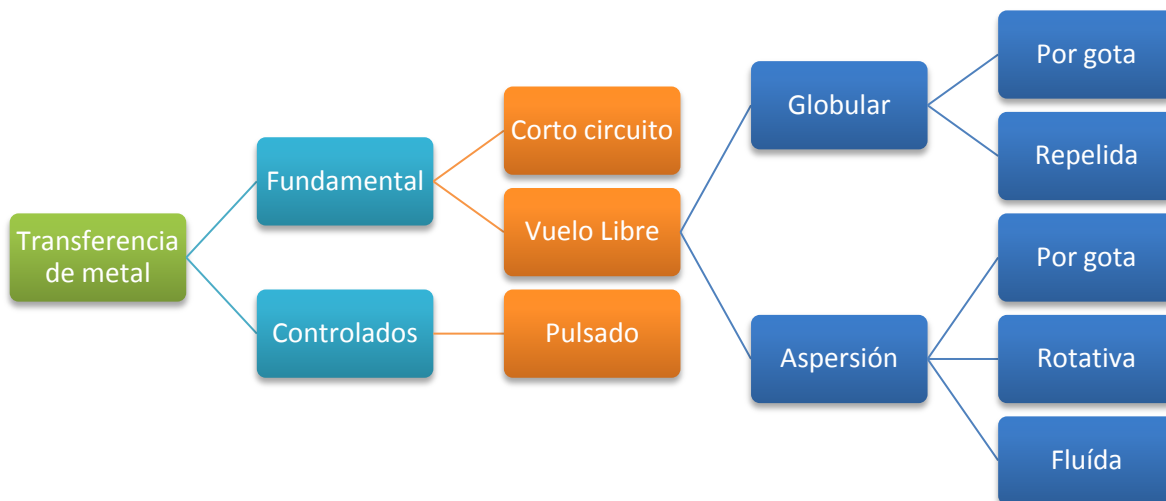 Transferencia
de metal
Fundamental
Controlados
Corto circuito
Vuelo Libre
Pulsado
Globular
Aspersión
Por gota
Repelida
Por gota
Rotativa
Fluída